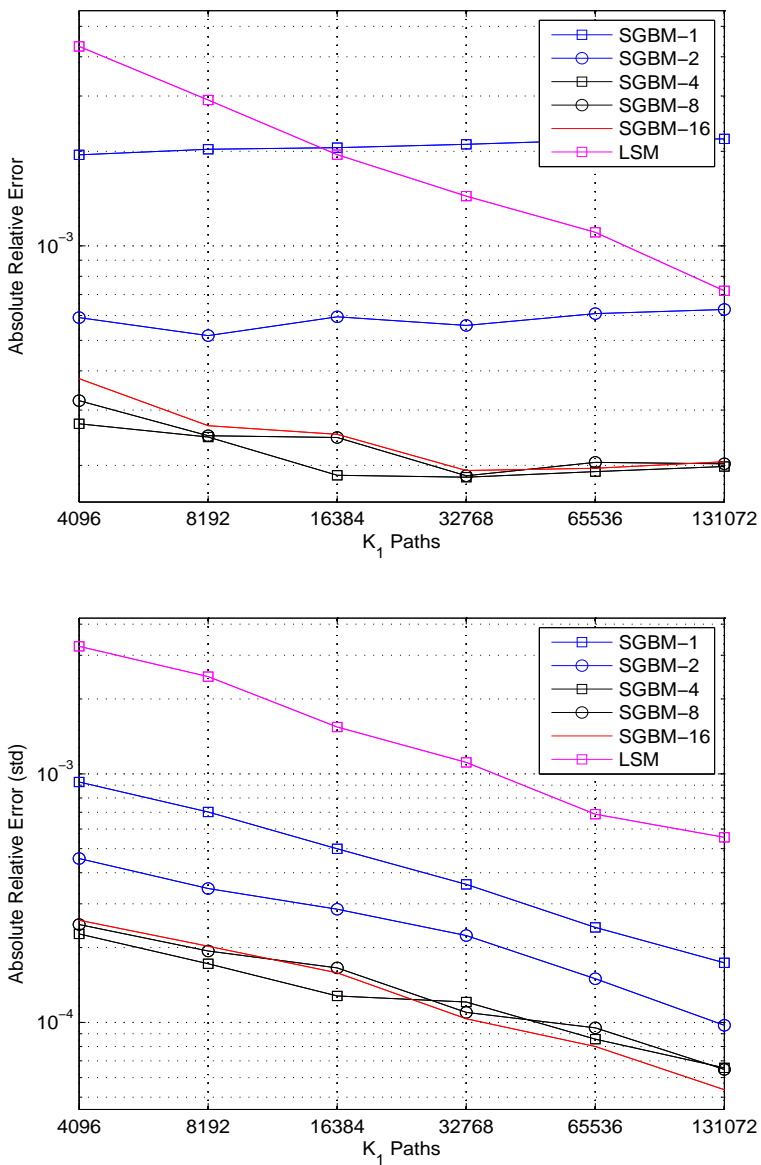 SGBM−1
SGBM−2
SGBM−4
SGBM−8
SGBM−16
LSM
Absolute Relative Error
10−3
4096 8192 16384 32768 65536 131072
K1 Paths
SGBM−1
SGBM−2
SGBM−4
SGBM−8
SGBM−16
LSM
Absolute Relative Error (std)
10−3
10−4
4096 8192 16384 32768 65536 131072
K1 Paths